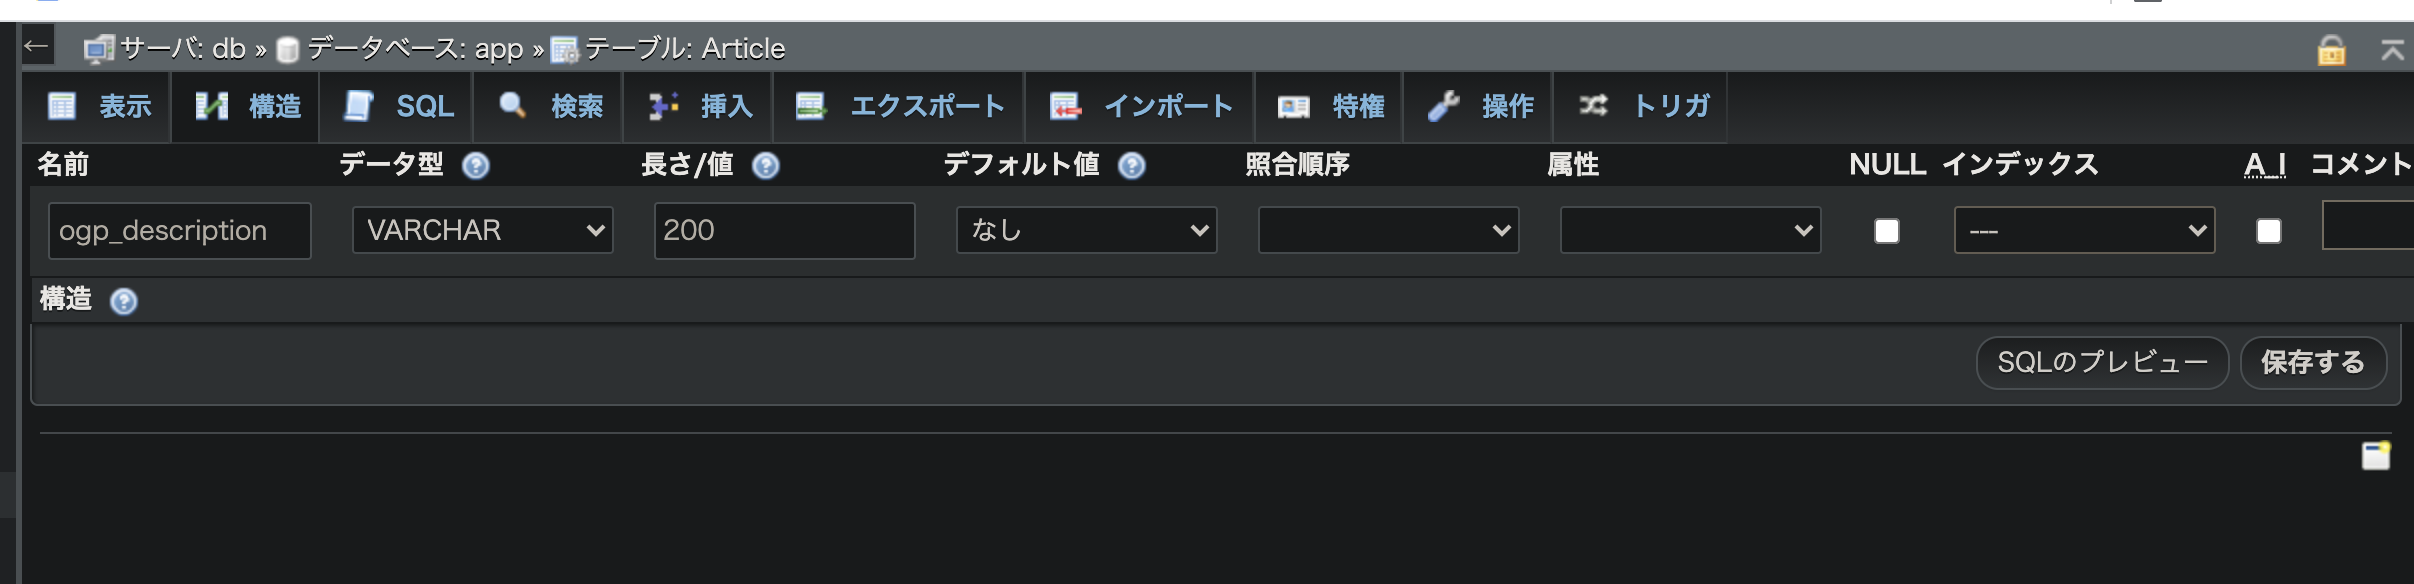 ← サーバ: db » データベース: app » テーブル: Article
表示 構造 SQL 検索 挿入 エクスポート インポート 特権 操作 トリガ
名前 データ型 長さ/値 デフォルト値 照合順序 属性 NULL インデックス A_I コメント
ogp_description VARCHAR 200 なし ---
構造
SQLのプレビュー 保存する